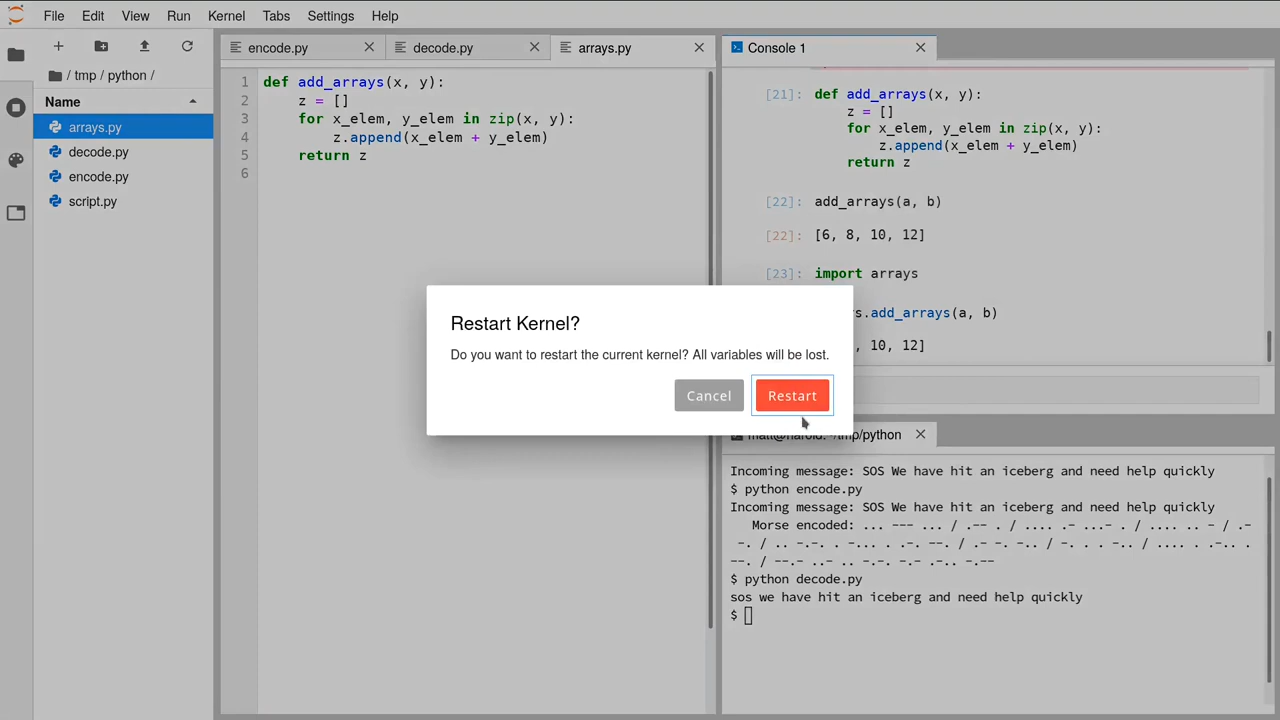 File Edit View Run Kernel Tabs Settings Help
/ tmp / python /
Name
arrays.py
decode.py
encode.py
script.py
encode.py
decode.py
arrays.py
1 def add_arrays(x, y):
2     z = []
3     for x_elem, y_elem in zip(x, y):
4         z.append(x_elem + y_elem)
5     return z
6
Console 1
[21]: def add_arrays(x, y):
    z = []
    for x_elem, y_elem in zip(x, y):
        z.append(x_elem + y_elem)
    return z
[22]: add_arrays(a, b)
[22]: [6, 8, 10, 12]
[23]: import arrays
.add_arrays(a, b)
, 10, 12]
Restart Kernel?
Do you want to restart the current kernel? All variables will be lost.
Cancel Restart
matt@harold: ~/tmp/python
Incoming message: SOS We have hit an iceberg and need help quickly
$ python encode.py
Incoming message: SOS We have hit an iceberg and need help quickly
   Morse encoded: ... --- ... / .-- . / .... .- ...- . / .... .. - / .-
 -. / .. -.-. . -... . .-. --. / .- -. -.. / -. . . -.. / .... . .-.. .
--. / --.- ..- .. -.-. -.- .-.. -.--
$ python decode.py
sos we have hit an iceberg and need help quickly
$